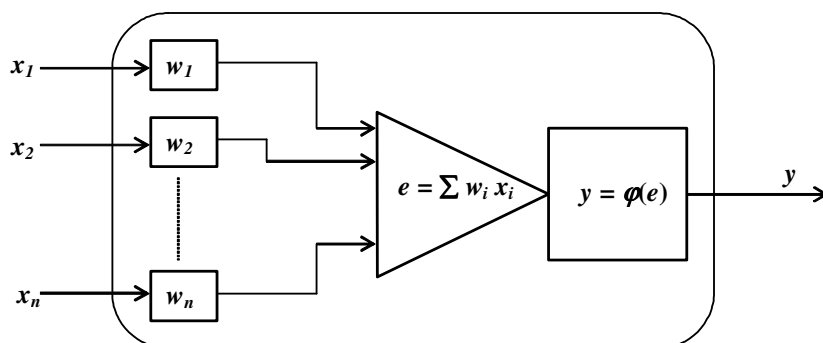 x₁
w₁
x₂
w₂
e = ∑ wᵢ xᵢ
y = φ(e)
y
xₙ
wₙ